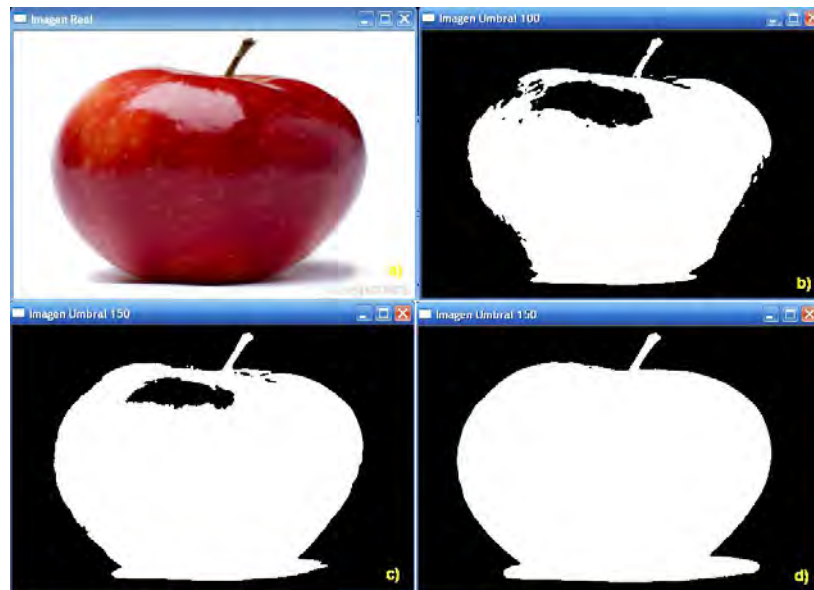 Imagen Real
a)
Imagen Umbral 100
b)
Imagen Umbral 150
c)
Imagen Umbral 150
d)